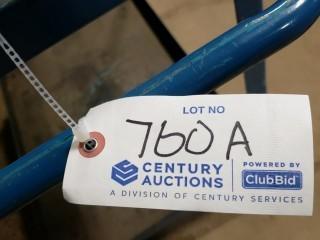 LOT NO
760 A
CENTURY AUCTIONS POWERED BY ClubBid
A DIVISION OF CENTURY SERVICES